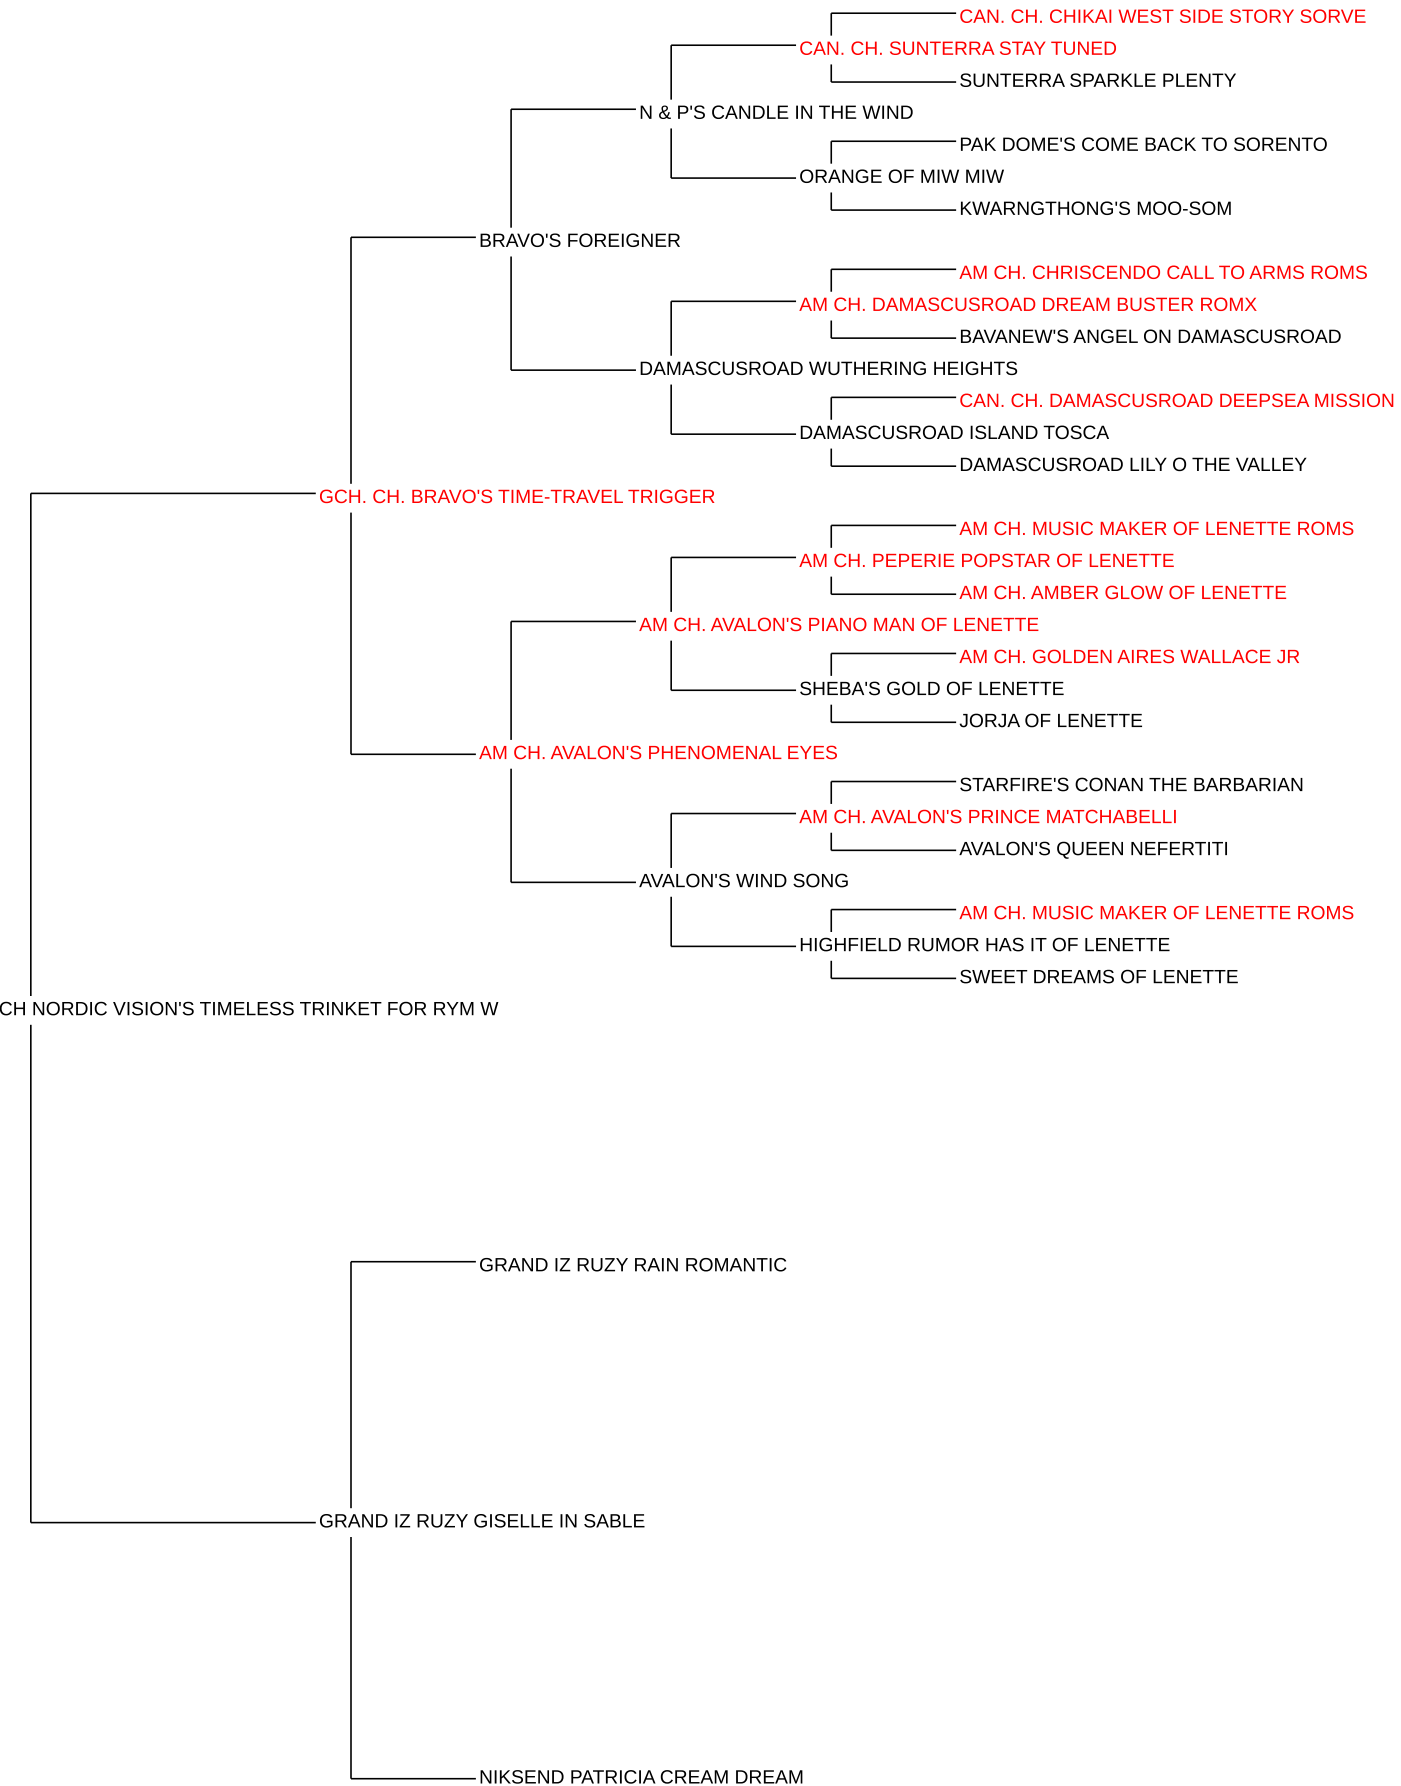 CAN. CH. CHIKAI WEST SIDE STORY SORVE
CAN. CH. SUNTERRA STAY TUNED
SUNTERRA SPARKLE PLENTY
N & P'S CANDLE IN THE WIND
PAK DOME'S COME BACK TO SORENTO
ORANGE OF MIW MIW
KWARNGTHONG'S MOO-SOM
BRAVO'S FOREIGNER
AM CH. CHRISCENDO CALL TO ARMS ROMS
AM CH. DAMASCUSROAD DREAM BUSTER ROMX
BAVANEW'S ANGEL ON DAMASCUSROAD
DAMASCUSROAD WUTHERING HEIGHTS
CAN. CH. DAMASCUSROAD DEEPSEA MISSION
DAMASCUSROAD ISLAND TOSCA
DAMASCUSROAD LILY O THE VALLEY
GCH. CH. BRAVO'S TIME-TRAVEL TRIGGER
AM CH. MUSIC MAKER OF LENETTE ROMS
AM CH. PEPERIE POPSTAR OF LENETTE
AM CH. AMBER GLOW OF LENETTE
AM CH. AVALON'S PIANO MAN OF LENETTE
AM CH. GOLDEN AIRES WALLACE JR
SHEBA'S GOLD OF LENETTE
JORJA OF LENETTE
AM CH. AVALON'S PHENOMENAL EYES
STARFIRE'S CONAN THE BARBARIAN
AM CH. AVALON'S PRINCE MATCHABELLI
AVALON'S QUEEN NEFERTITI
AVALON'S WIND SONG
AM CH. MUSIC MAKER OF LENETTE ROMS
HIGHFIELD RUMOR HAS IT OF LENETTE
SWEET DREAMS OF LENETTE
CH NORDIC VISION'S TIMELESS TRINKET FOR RYM W
GRAND IZ RUZY RAIN ROMANTIC
GRAND IZ RUZY GISELLE IN SABLE
NIKSEND PATRICIA CREAM DREAM